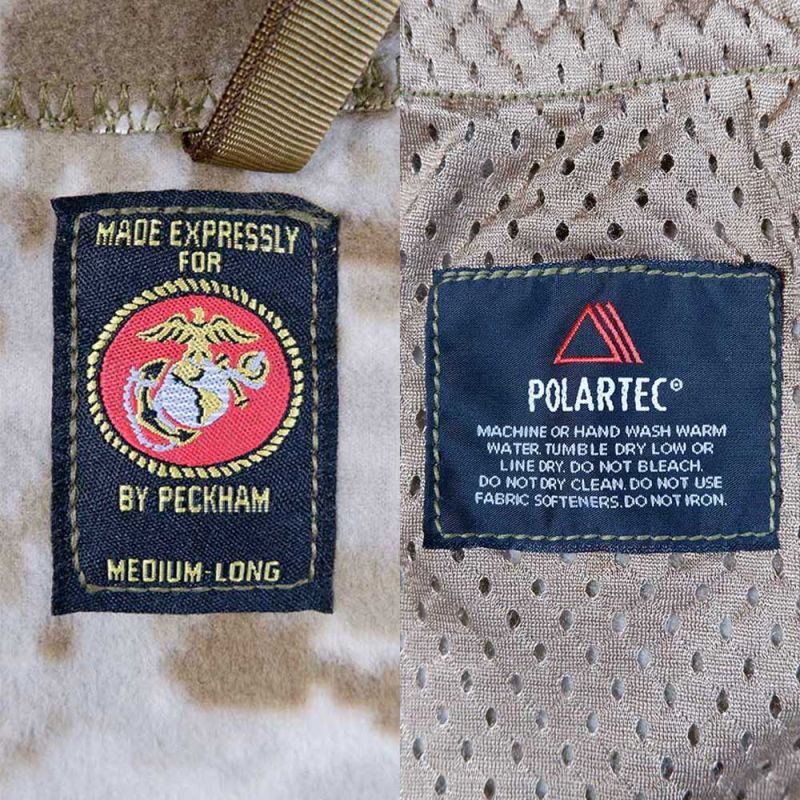 MADE EXPRESSLY
FOR
BY PECKHAM
MEDIUM-LONG
POLARTEC®
MACHINE OR HAND WASH WARM
WATER. TUMBLE DRY LOW OR
LINE DRY. DO NOT BLEACH.
DO NOT DRY CLEAN. DO NOT USE
FABRIC SOFTENERS. DO NOT IRON.